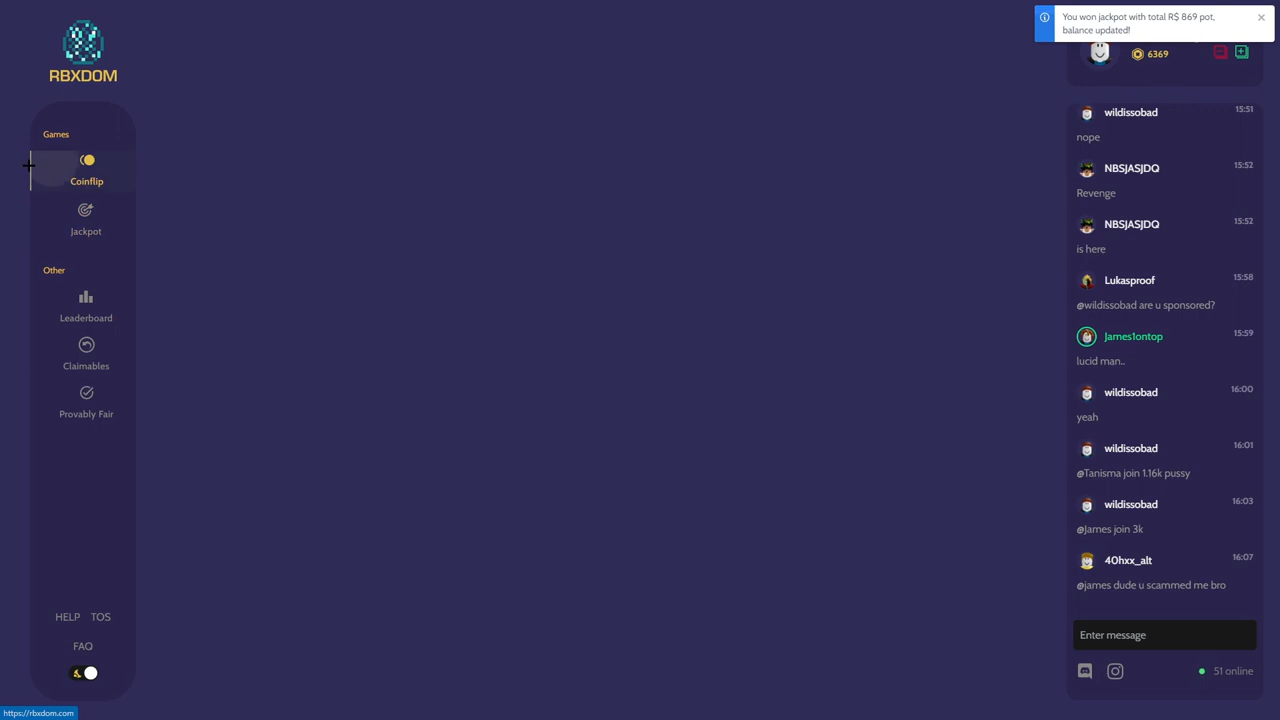 You won jackpot with total R$ 869 pot,
balance updated!
RBXDOM
6369
Games
Coinflip
Jackpot
Other
Leaderboard
Claimables
Provably Fair
HELP TOS
FAQ
wildissobad 15:51
nope
NBSJASJDQ 15:52
Revenge
NBSJASJDQ 15:52
is here
Lukasproof 15:58
@wildissobad are u sponsored?
James1ontop 15:59
lucid man..
wildissobad 16:00
yeah
wildissobad 16:01
@Tanisma join 1.16k pussy
wildissobad 16:03
@James join 3k
40hxx_alt 16:07
@james dude u scammed me bro
Enter message
51 online
https://rbxdom.com